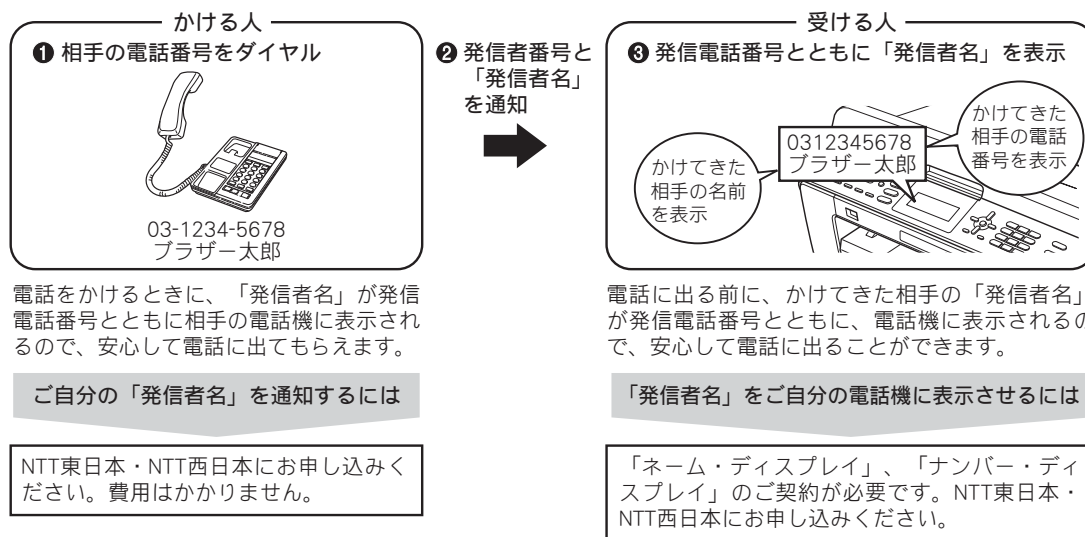 かける人
❶ 相手の電話番号をダイヤル
03-1234-5678
ブラザー太郎
❷ 発信者番号と
「発信者名」
を通知
受ける人
❸ 発信電話番号とともに「発信者名」を表示
かけてきた
相手の名前
を表示
0312345678
ブラザー太郎
かけてきた
相手の電話
番号を表示
電話をかけるときに、「発信者名」が発信
電話番号とともに相手の電話機に表示され
るので、安心して電話に出てもらえます。
ご自分の「発信者名」を通知するには
NTT東日本・NTT西日本にお申し込みく
ださい。費用はかかりません。
電話に出る前に、かけてきた相手の「発信者名」
が発信電話番号とともに、電話機に表示されるの
で、安心して電話に出ることができます。
「発信者名」をご自分の電話機に表示させるには
「ネーム・ディスプレイ」、「ナンバー・ディ
スプレイ」のご契約が必要です。NTT東日本・
NTT西日本にお申し込みください。